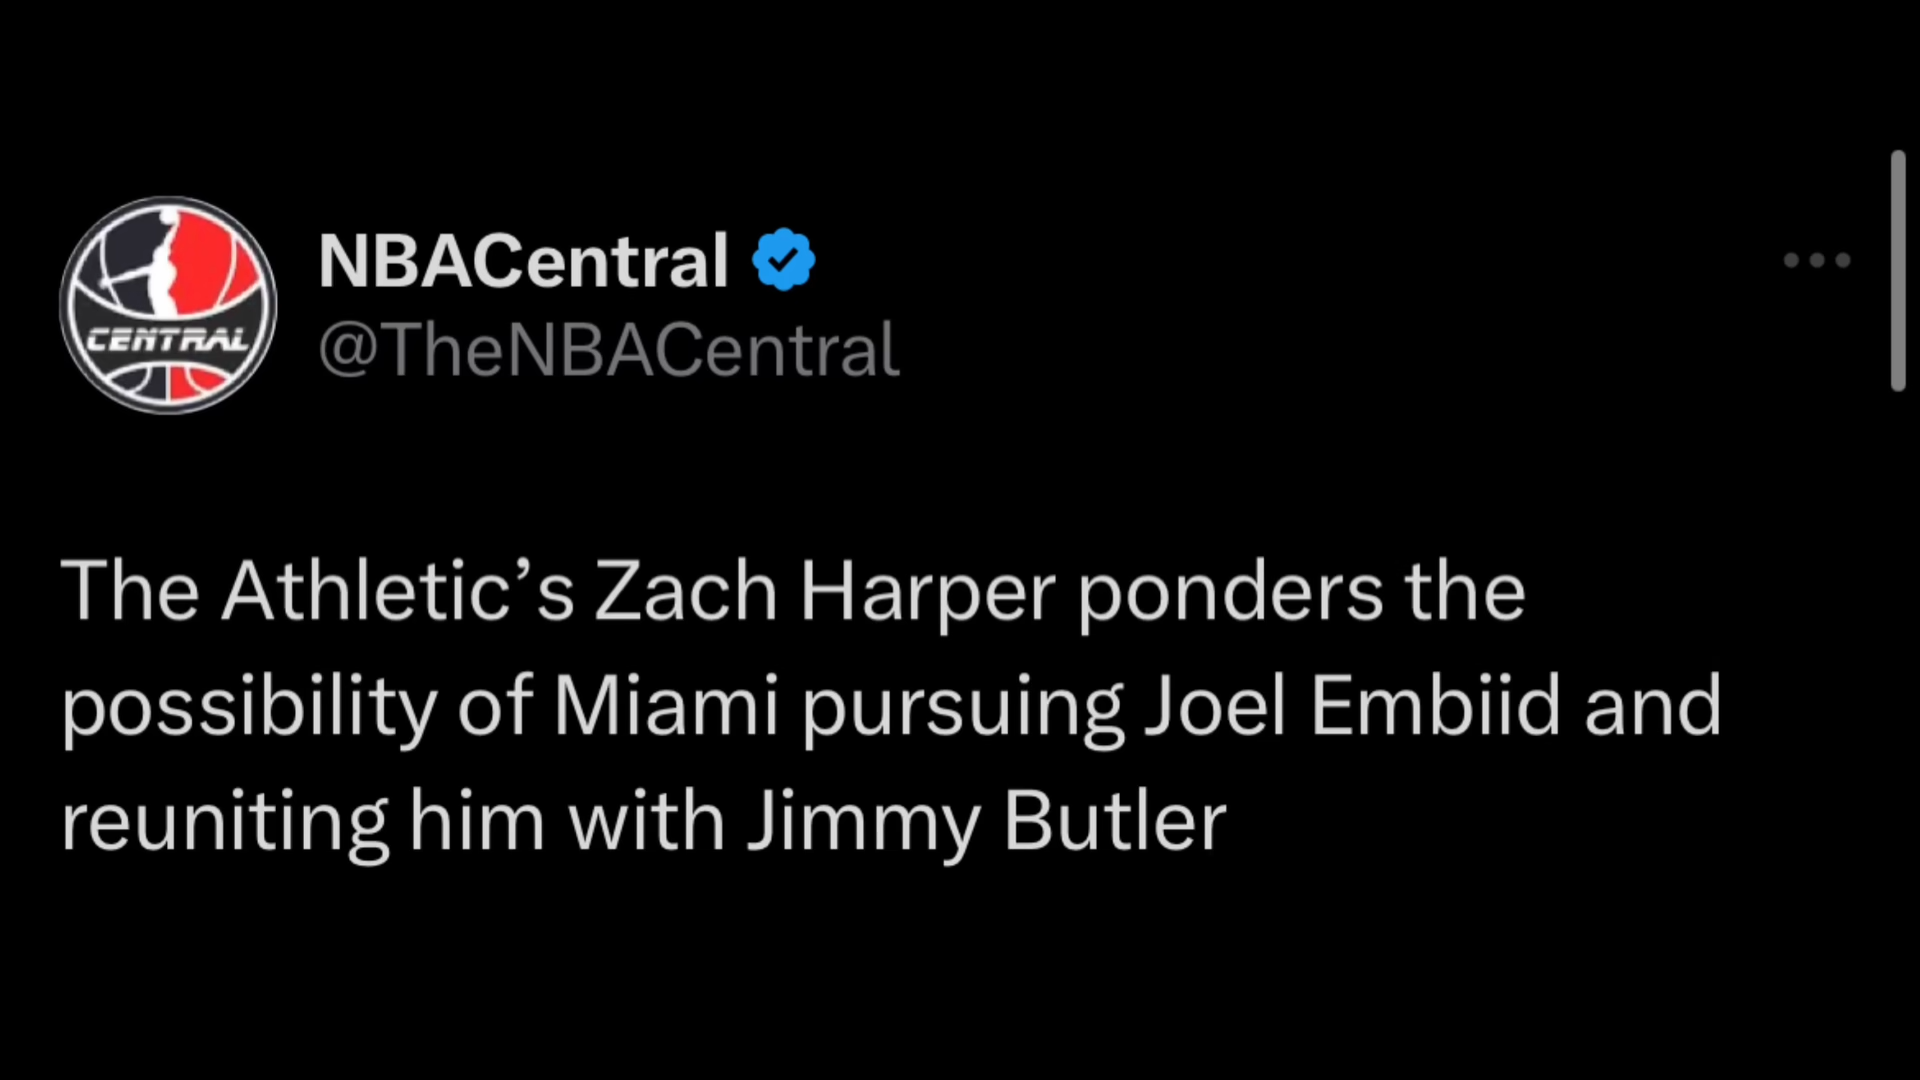 CENTRAL
NBACentral
@TheNBACentral
The Athletic’s Zach Harper ponders the
possibility of Miami pursuing Joel Embiid and
reuniting him with Jimmy Butler